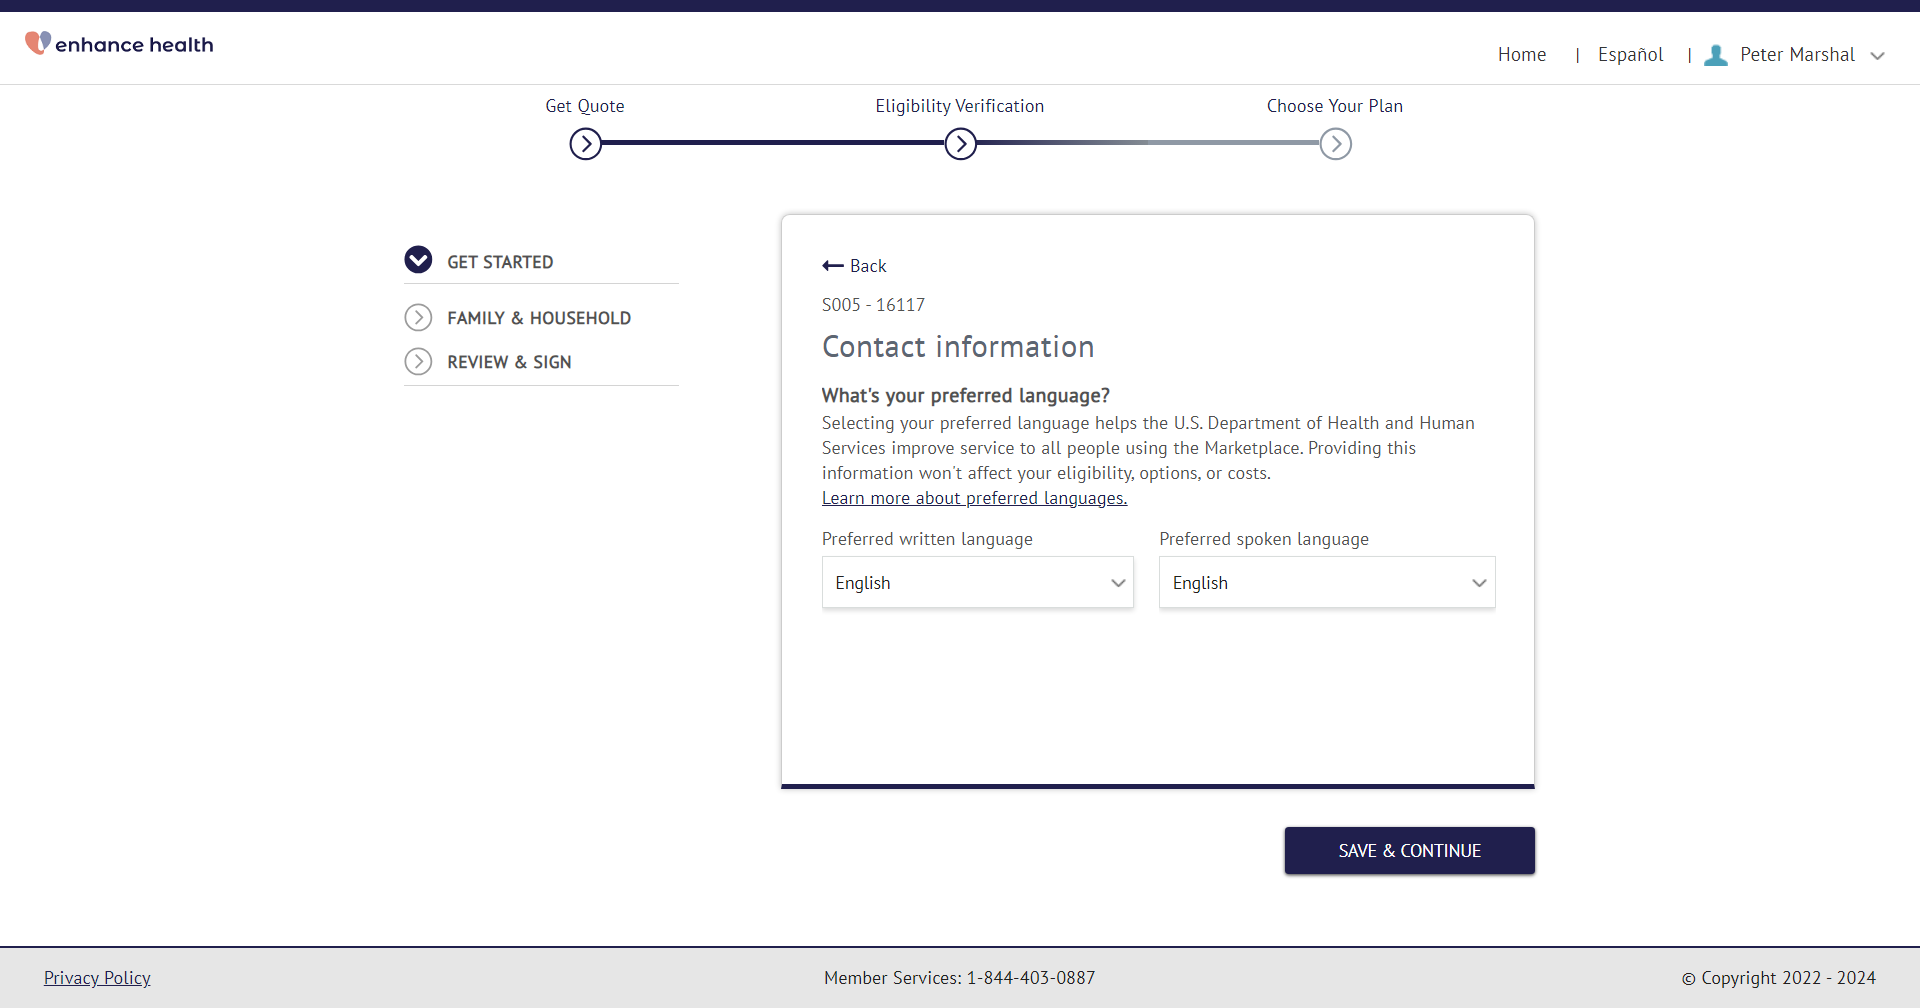 enhance health
Home | Español | Peter Marshal
Get Quote
Eligibility Verification
Choose Your Plan
GET STARTED
FAMILY & HOUSEHOLD
REVIEW & SIGN
Back
S005 - 16117
Contact information
What's your preferred language?
Selecting your preferred language helps the U.S. Department of Health and Human
Services improve service to all people using the Marketplace. Providing this
information won't affect your eligibility, options, or costs.
Learn more about preferred languages.
Preferred written language
English
Preferred spoken language
English
SAVE & CONTINUE
Privacy Policy
Member Services: 1-844-403-0887
© Copyright 2022 - 2024